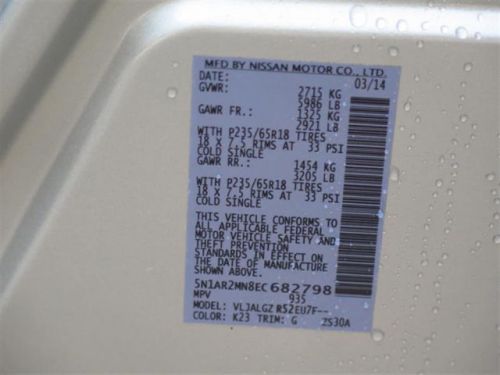 MFD BY NISSAN MOTOR CO., LTD.
DATE: 03/14
GVWR: 2715 KG
5986 LB
GAWR FR.: 1325 KG
2921 LB
WITH P235/65R18 TIRES
18 X 7.5 RIMS AT 33 PSI
COLD SINGLE
GAWR RR.: 1454 KG
3205 LB
WITH P235/65R18 TIRES
18 X 7.5 RIMS AT 33 PSI
COLD SINGLE
THIS VEHICLE CONFORMS TO
ALL APPLICABLE FEDERAL
MOTOR VEHICLE SAFETY AND
THEFT PREVENTION
STANDARDS IN EFFECT ON
THE DATE OF MANUFACTURE
SHOWN ABOVE.
5N1AR2MN8EC682798
MPV 935
MODEL: VLJALGZ R52EU7F--
COLOR: K23 TRIM: G 2S30A